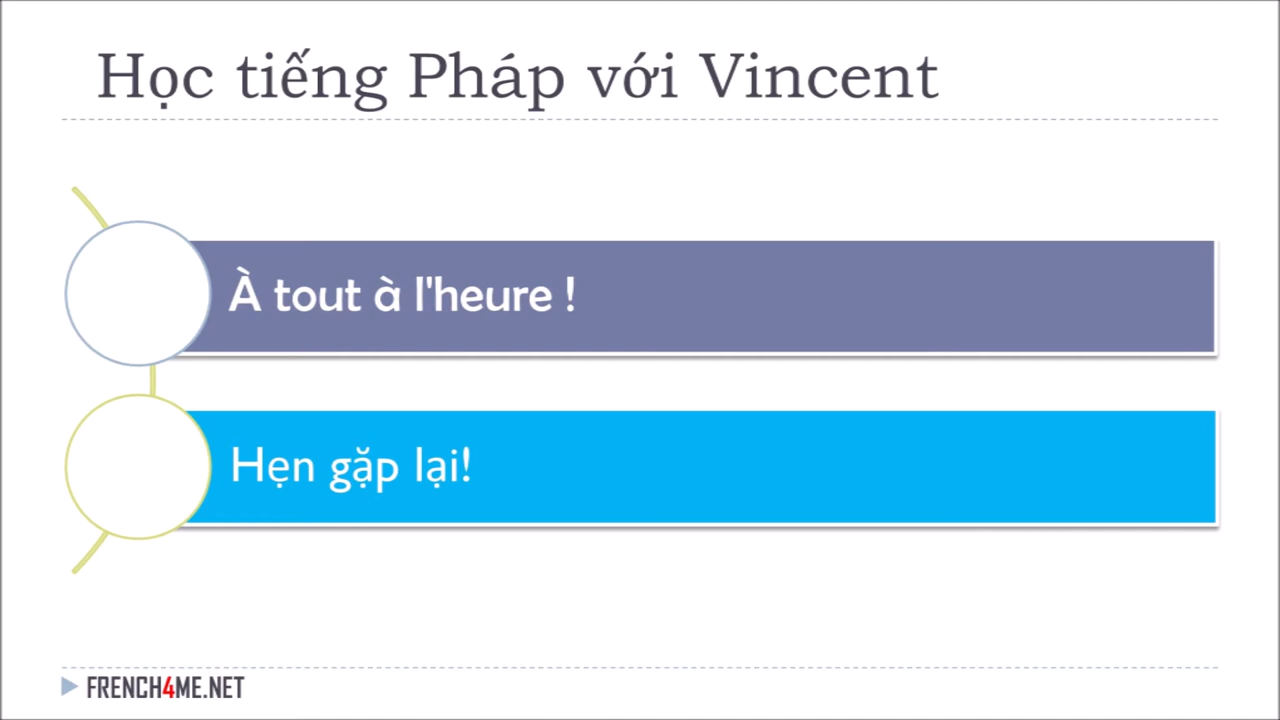 Học tiếng Pháp với Vincent
À tout à l'heure !
Hẹn gặp lại!
FRENCH4ME.NET